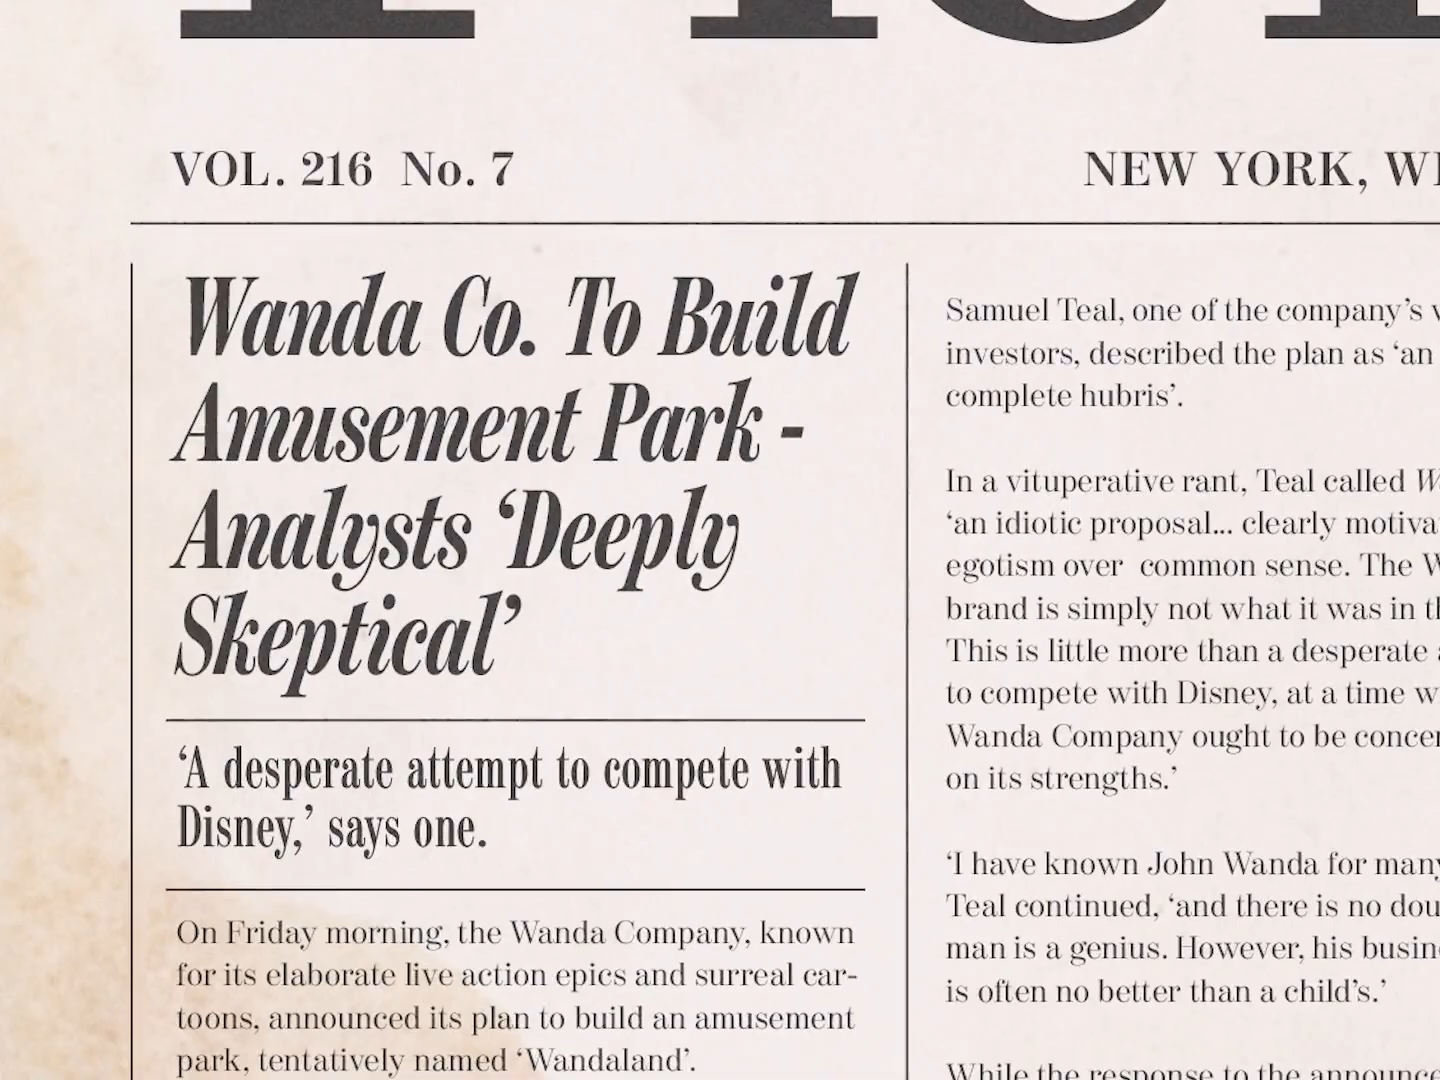 VOL. 216 No. 7
NEW YORK,
Wanda Co. To Build
Amusement Park -
Analysts ‘Deeply
Skeptical’
‘A desperate attempt to compete with
Disney,’ says one.
On Friday morning, the Wanda Company, known
for its elaborate live action epics and surreal car-
toons, announced its plan to build an amusement
park, tentatively named ‘Wandaland’.
Samuel Teal, one of the company’s
investors, described the plan as ‘an
complete hubris’.
In a vituperative rant, Teal called
‘an idiotic proposal... clearly
egotism over common sense. The
brand is simply not what it was in
This is little more than a desperate
to compete with Disney, at a time
Wanda Company ought to be
on its strengths.’
‘I have known John Wanda for
Teal continued, ‘and there is no
man is a genius. However, his
is often no better than a child’s.’
While the response to the